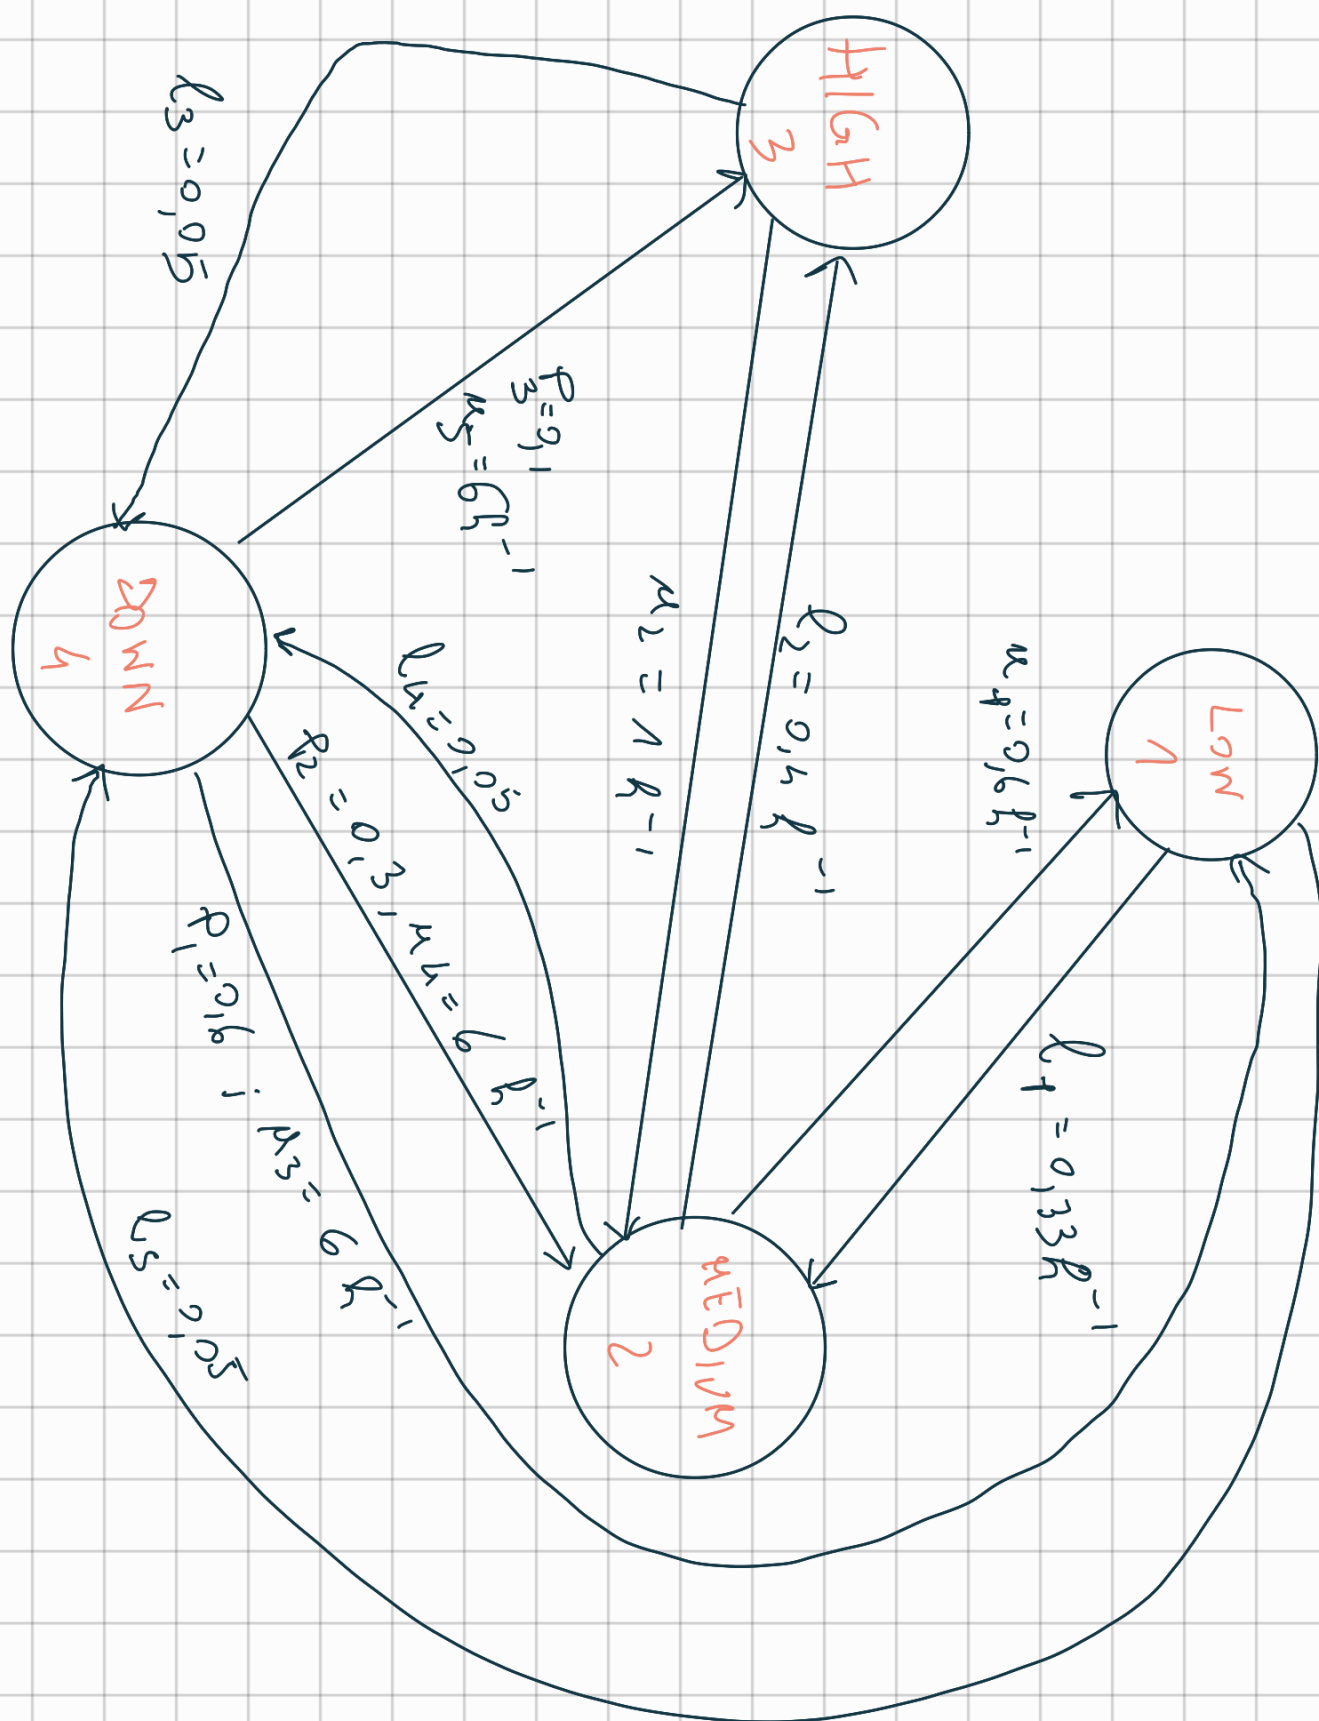 LOW
1
l1 = 0,33 h⁻¹
μ1 = 0,6 h⁻¹
HIGH
3
l2 = 0,4 h⁻¹
μ2 = 1 h⁻¹
MEDIUM
2
P3 = 0,1
μ5 = 6h⁻¹
l4 = 0,05
P2 = 0,3, μ4 = 6 h⁻¹
l3 = 0,05
DOWN
4
P1 = 0,6 ; μ3 = 6 h⁻¹
l5 = 0,05